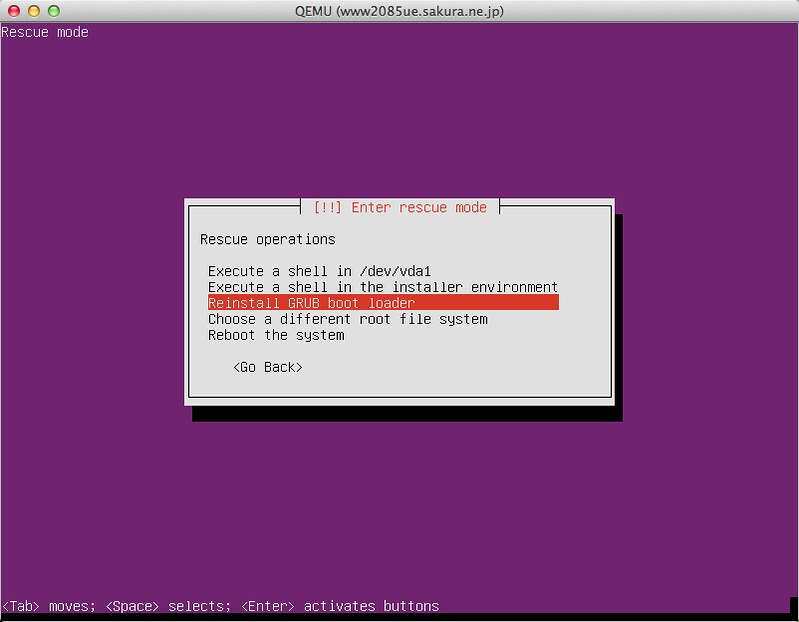 QEMU (www2085ue.sakura.ne.jp)
Rescue mode
[!!] Enter rescue mode
Rescue operations
Execute a shell in /dev/vda1
Execute a shell in the installer environment
Reinstall GRUB boot loader
Choose a different root file system
Reboot the system
<Go Back>
<Tab> moves; <Space> selects; <Enter> activates buttons